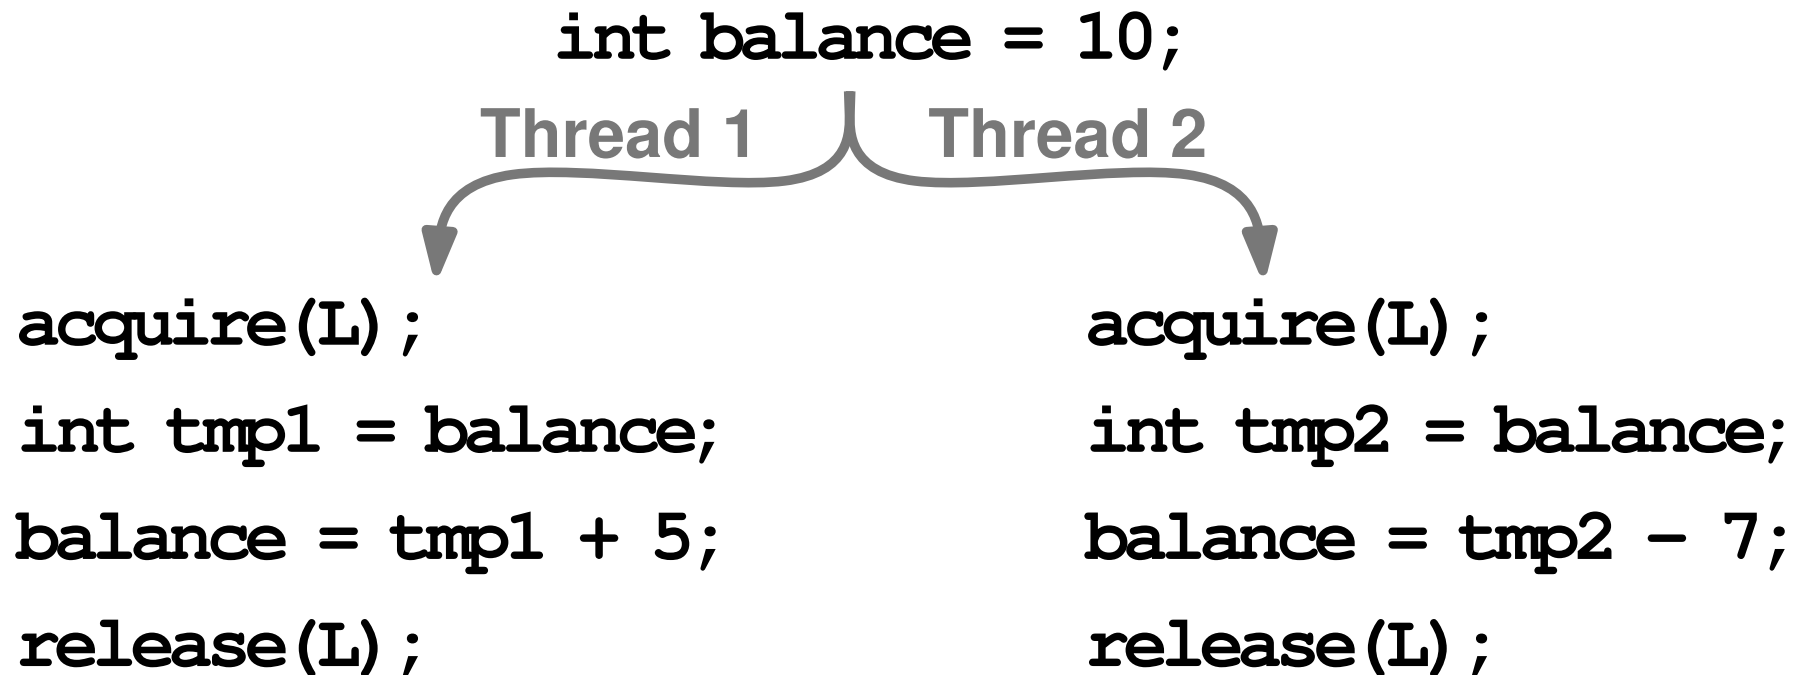 int balance = 10;
Thread 1 Thread 2
acquire(L);
int tmp1 = balance;
balance = tmp1 + 5;
release(L);
acquire(L);
int tmp2 = balance;
balance = tmp2 – 7;
release(L);